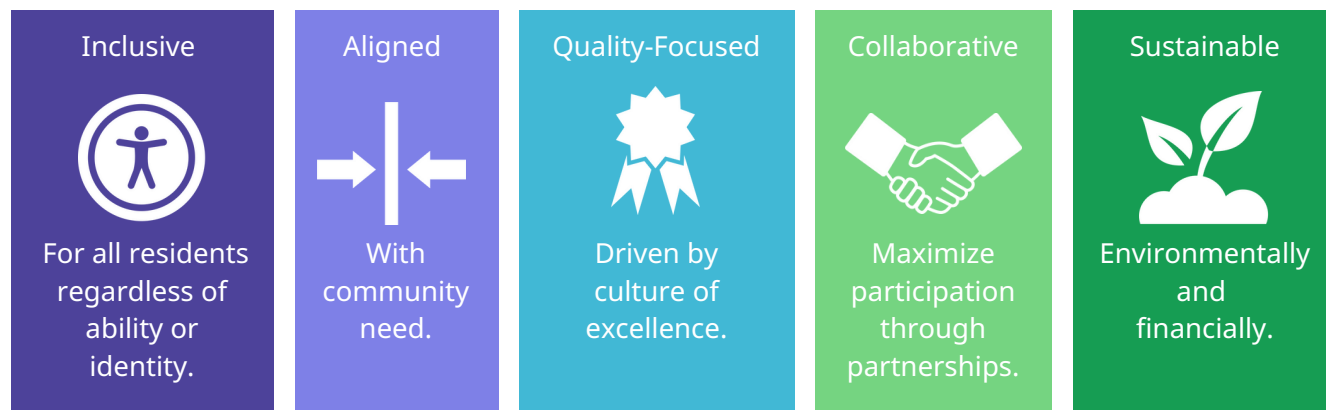 Inclusive
For all residents
regardless of
ability or
identity.
Aligned
With
community
need.
Quality-Focused
Driven by
culture of
excellence.
Collaborative
Maximize
participation
through
partnerships.
Sustainable
Environmentally
and
financially.